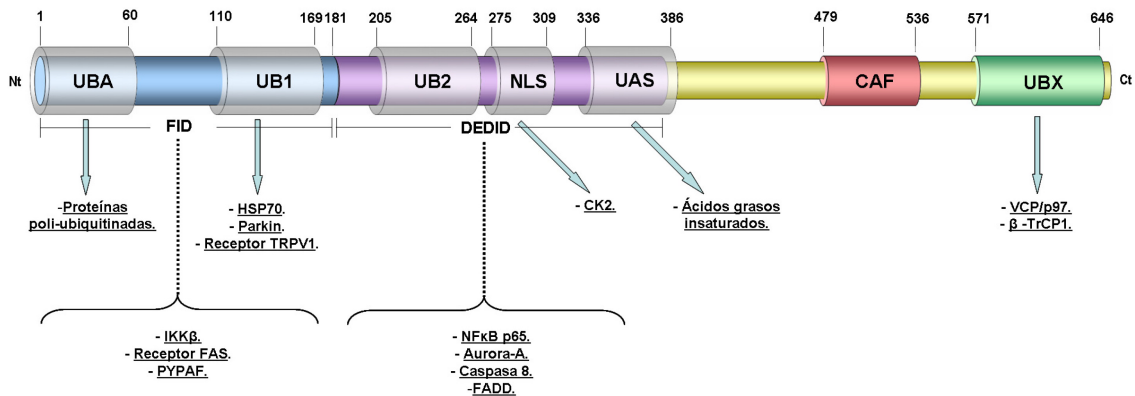 1 60 110 169 181 205 264 275 309 336 386 479 536 571 646
Nt UBA UB1 UB2 NLS UAS CAF UBX Ct
FID DEDID
-Proteínas
poli-ubiquitinadas.
- HSP70.
- Parkin.
- Receptor TRPV1.
- CK2.
- Ácidos grasos
insaturados.
- VCP/p97.
- β -TrCP1.
- IKKβ.
- Receptor FAS.
- PYPAF.
- NFκB p65.
- Aurora-A.
- Caspasa 8.
-FADD.